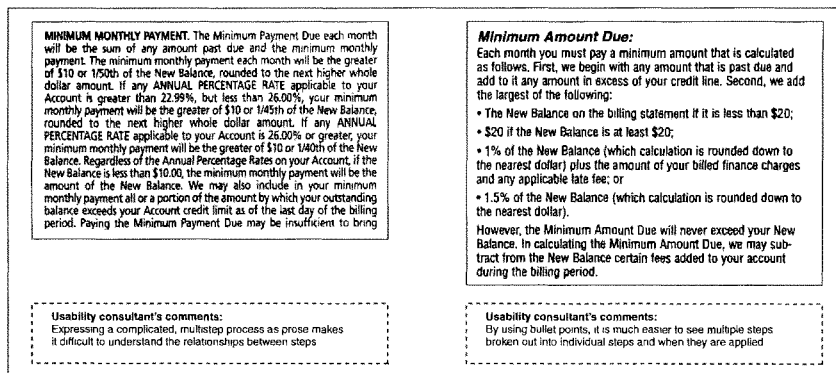 MINIMUM MONTHLY PAYMENT. The Minimum Payment Due each month
will be the sum of any amount past due and the minimum monthly
payment. The minimum monthly payment each month will be the greater
of $10 or 1/50th of the New Balance, rounded to the next higher whole
dollar amount. If any ANNUAL PERCENTAGE RATE applicable to your
Account is greater than 22.99%, but less than 26.00%, your minimum
monthly payment will be the greater of $10 or 1/45th of the New Balance,
rounded to the next higher whole dollar amount. If any ANNUAL
PERCENTAGE RATE applicable to your Account is 26.00% or greater, your
minimum monthly payment will be the greater of $10 or 1/40th of the New
Balance. Regardless of the Annual Percentage Rates on your Account, if the
New Balance is less than $10.00, the minimum monthly payment will be the
amount of the New Balance. We may also include in your minimum
monthly payment all or a portion of the amount by which your outstanding
balance exceeds your Account credit limit as of the last day of the billing
period. Paying the Minimum Payment Due may be insufficient to bring
Usability consultant's comments:
Expressing a complicated, multistep process as prose makes
it difficult to understand the relationships between steps
Minimum Amount Due:
Each month you must pay a minimum amount that is calculated
as follows. First, we begin with any amount that is past due and
add to it any amount in excess of your credit line. Second, we add
the largest of the following:
• The New Balance on the billing statement if it is less than $20;
• $20 if the New Balance is at least $20;
• 1% of the New Balance (which calculation is rounded down to
the nearest dollar) plus the amount of your billed finance charges
and any applicable late fee; or
• 1.5% of the New Balance (which calculation is rounded down to
the nearest dollar).
However, the Minimum Amount Due will never exceed your New
Balance. In calculating the Minimum Amount Due, we may sub-
tract from the New Balance certain fees added to your account
during the billing period.
Usability consultant's comments:
By using bullet points, it is much easier to see multiple steps
broken out into individual steps and when they are applied